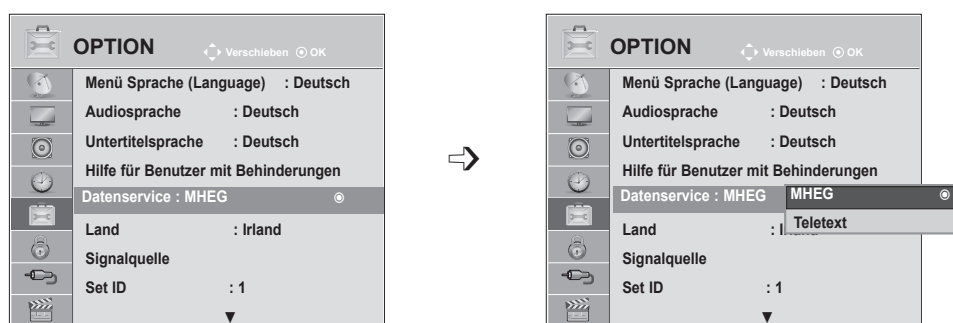 OPTION
Verschieben OK
Menü Sprache (Language) : Deutsch
Audiosprache : Deutsch
Untertitelsprache : Deutsch
Hilfe für Benutzer mit Behinderungen
Datenservice : MHEG
Land : Irland
Signalquelle
Set ID : 1
OPTION
Verschieben OK
Menü Sprache (Language) : Deutsch
Audiosprache : Deutsch
Untertitelsprache : Deutsch
Hilfe für Benutzer mit Behinderungen
Datenservice : MHEG
MHEG
Teletext
Land : Irland
Signalquelle
Set ID : 1